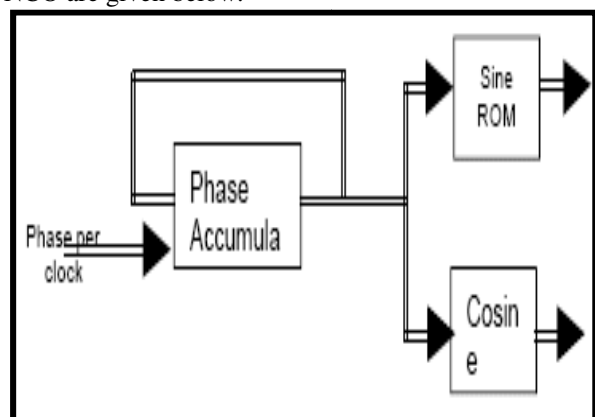 NCO are given below.
Sine
ROM
Phase
Accumula
Phase per
clock
Cosin
e